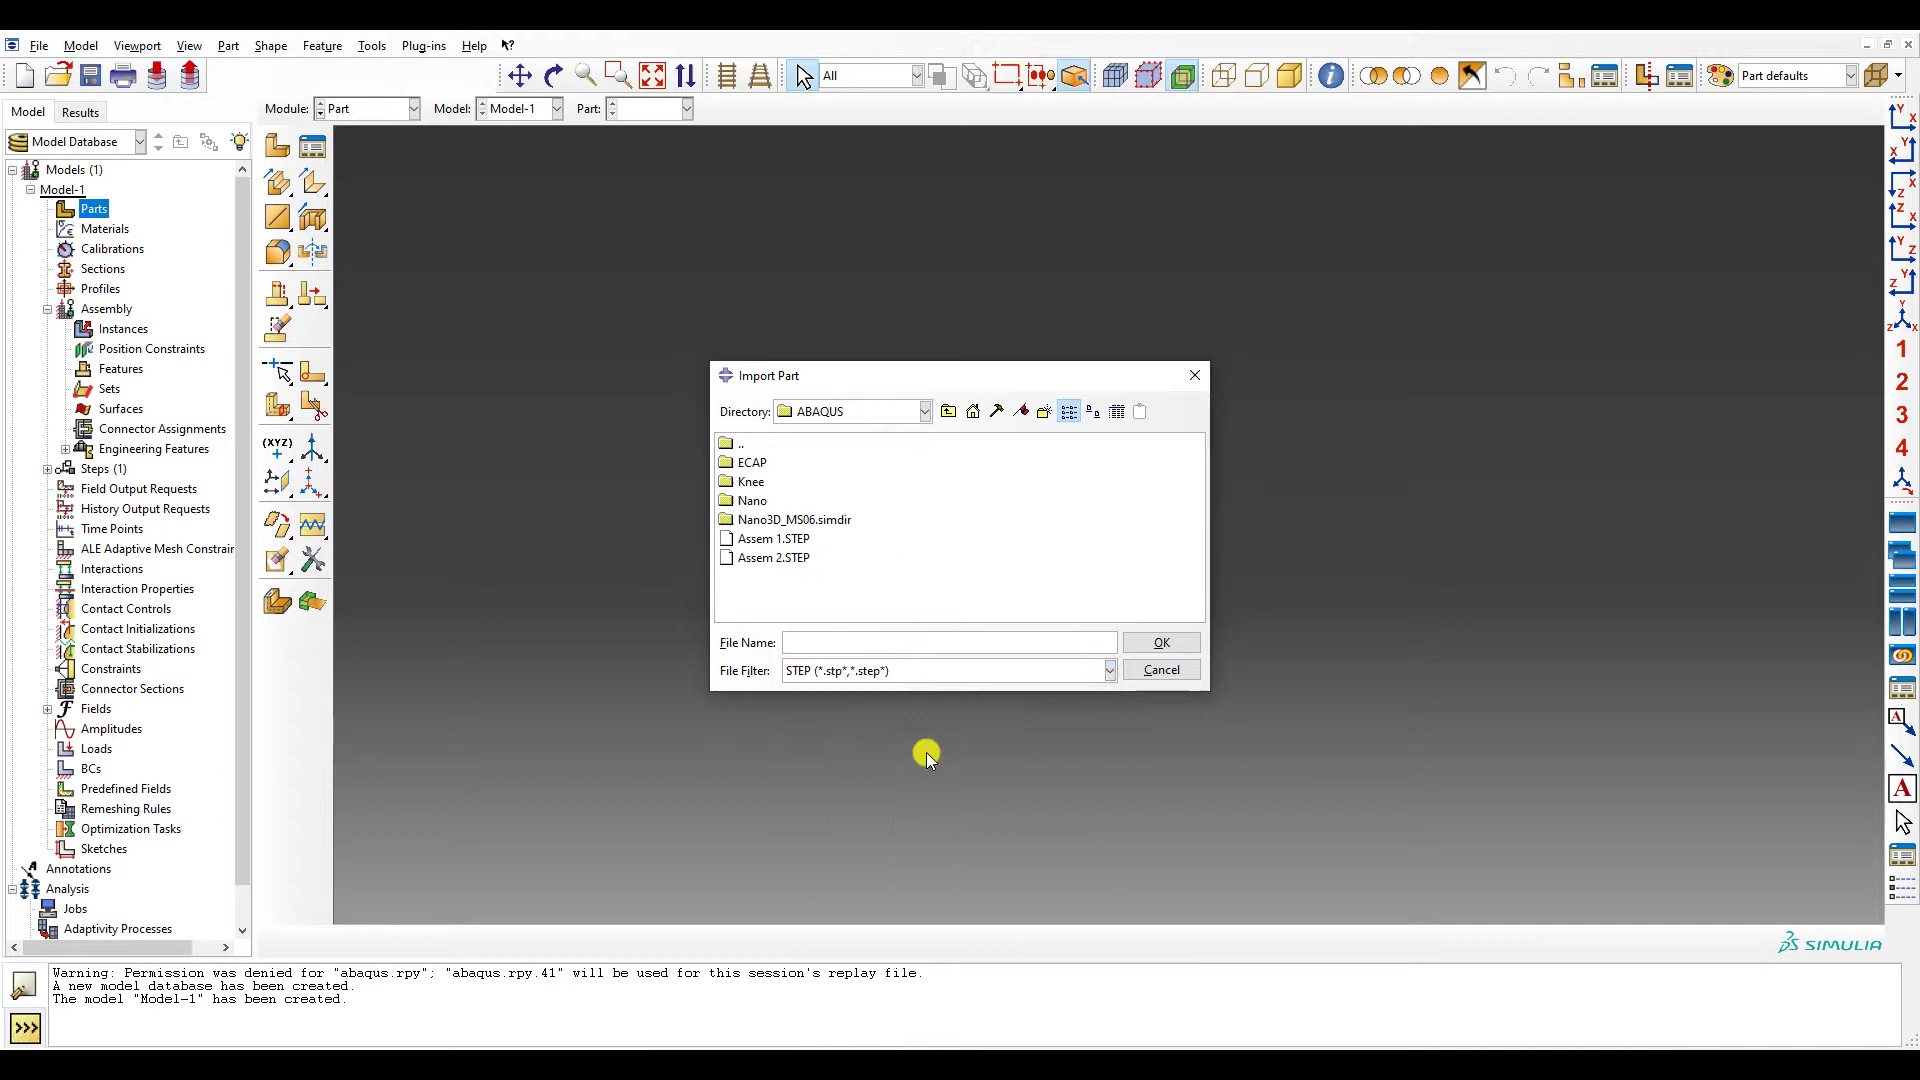 File Model Viewport View Part Shape Feature Tools Plug-ins Help
All
Part defaults
Model Results
Module: Part Model: Model-1 Part:
Model Database
Models (1)
Model-1
Parts
Materials
Calibrations
Sections
Profiles
Assembly
Instances
Position Constraints
Features
Sets
Surfaces
Connector Assignments
Engineering Features
Steps (1)
Field Output Requests
History Output Requests
Time Points
ALE Adaptive Mesh Constrair
Interactions
Interaction Properties
Contact Controls
Contact Initializations
Contact Stabilizations
Constraints
Connector Sections
Fields
Amplitudes
Loads
BCs
Predefined Fields
Remeshing Rules
Optimization Tasks
Sketches
Annotations
Analysis
Jobs
Adaptivity Processes
(XYZ)
Import Part
Directory: ABAQUS
..
ECAP
Knee
Nano
Nano3D_MS06.simdir
Assem 1.STEP
Assem 2.STEP
File Name: OK
File Filter: STEP (*.stp*,*.step*) Cancel
1
2
3
4
A
A
SIMULIA
Warning: Permission was denied for "abaqus.rpy"; "abaqus.rpy.41" will be used for this session's replay file.
A new model database has been created.
The model "Model-1" has been created.
>>>